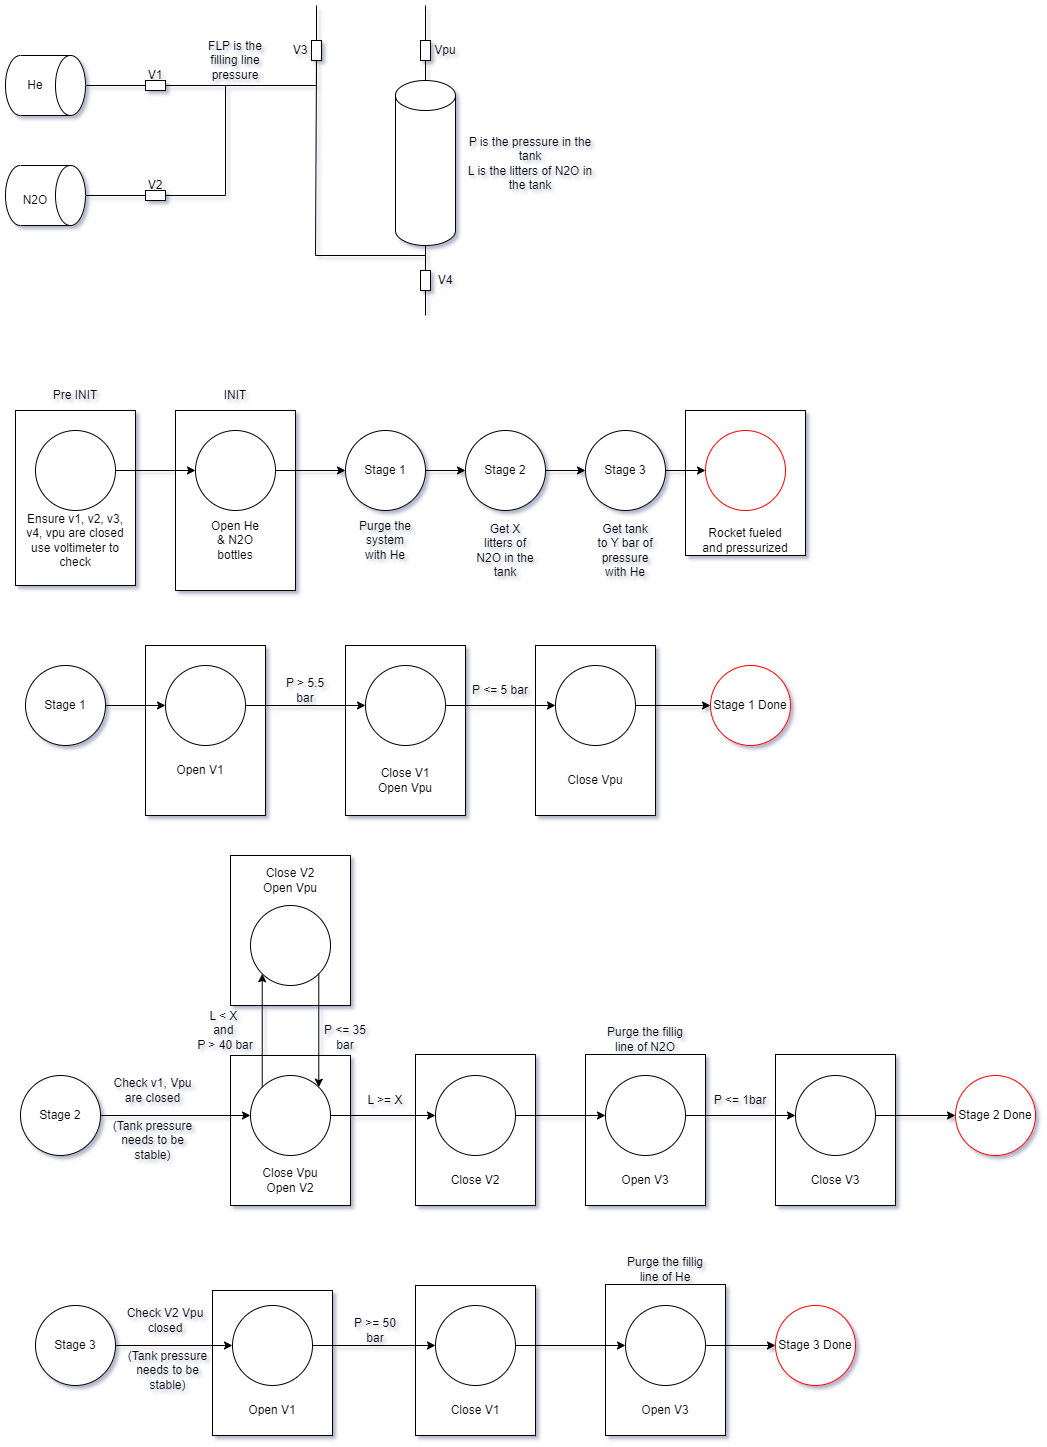 FLP is the
filling line
pressure
V3
Vpu
He
V1
P is the pressure in the
tank
L is the litters of N2O in
the tank
V2
N2O
V4
Pre INIT
INIT
Stage 1
Stage 2
Stage 3
Ensure v1, v2, v3,
v4, vpu are closed
use voltimeter to
check
Open He
& N2O
bottles
Purge the
system
with He
Get X
litters of
N2O in the
tank
Get tank
to Y bar of
pressure
with He
Rocket fueled
and pressurized
Stage 1
P > 5.5
bar
P <= 5 bar
Stage 1 Done
Open V1
Close V1
Open Vpu
Close Vpu
Close V2
Open Vpu
L < X
and
P > 40 bar
P <= 35
bar
Stage 2
Check v1, Vpu
are closed
(Tank pressure
needs to be
stable)
Close Vpu
Open V2
L >= X
Close V2
Purge the fillig
line of N2O
Open V3
P <= 1bar
Close V3
Stage 2 Done
Stage 3
Check V2 Vpu
closed
(Tank pressure
needs to be
stable)
Open V1
P >= 50
bar
Close V1
Purge the fillig
line of He
Open V3
Stage 3 Done